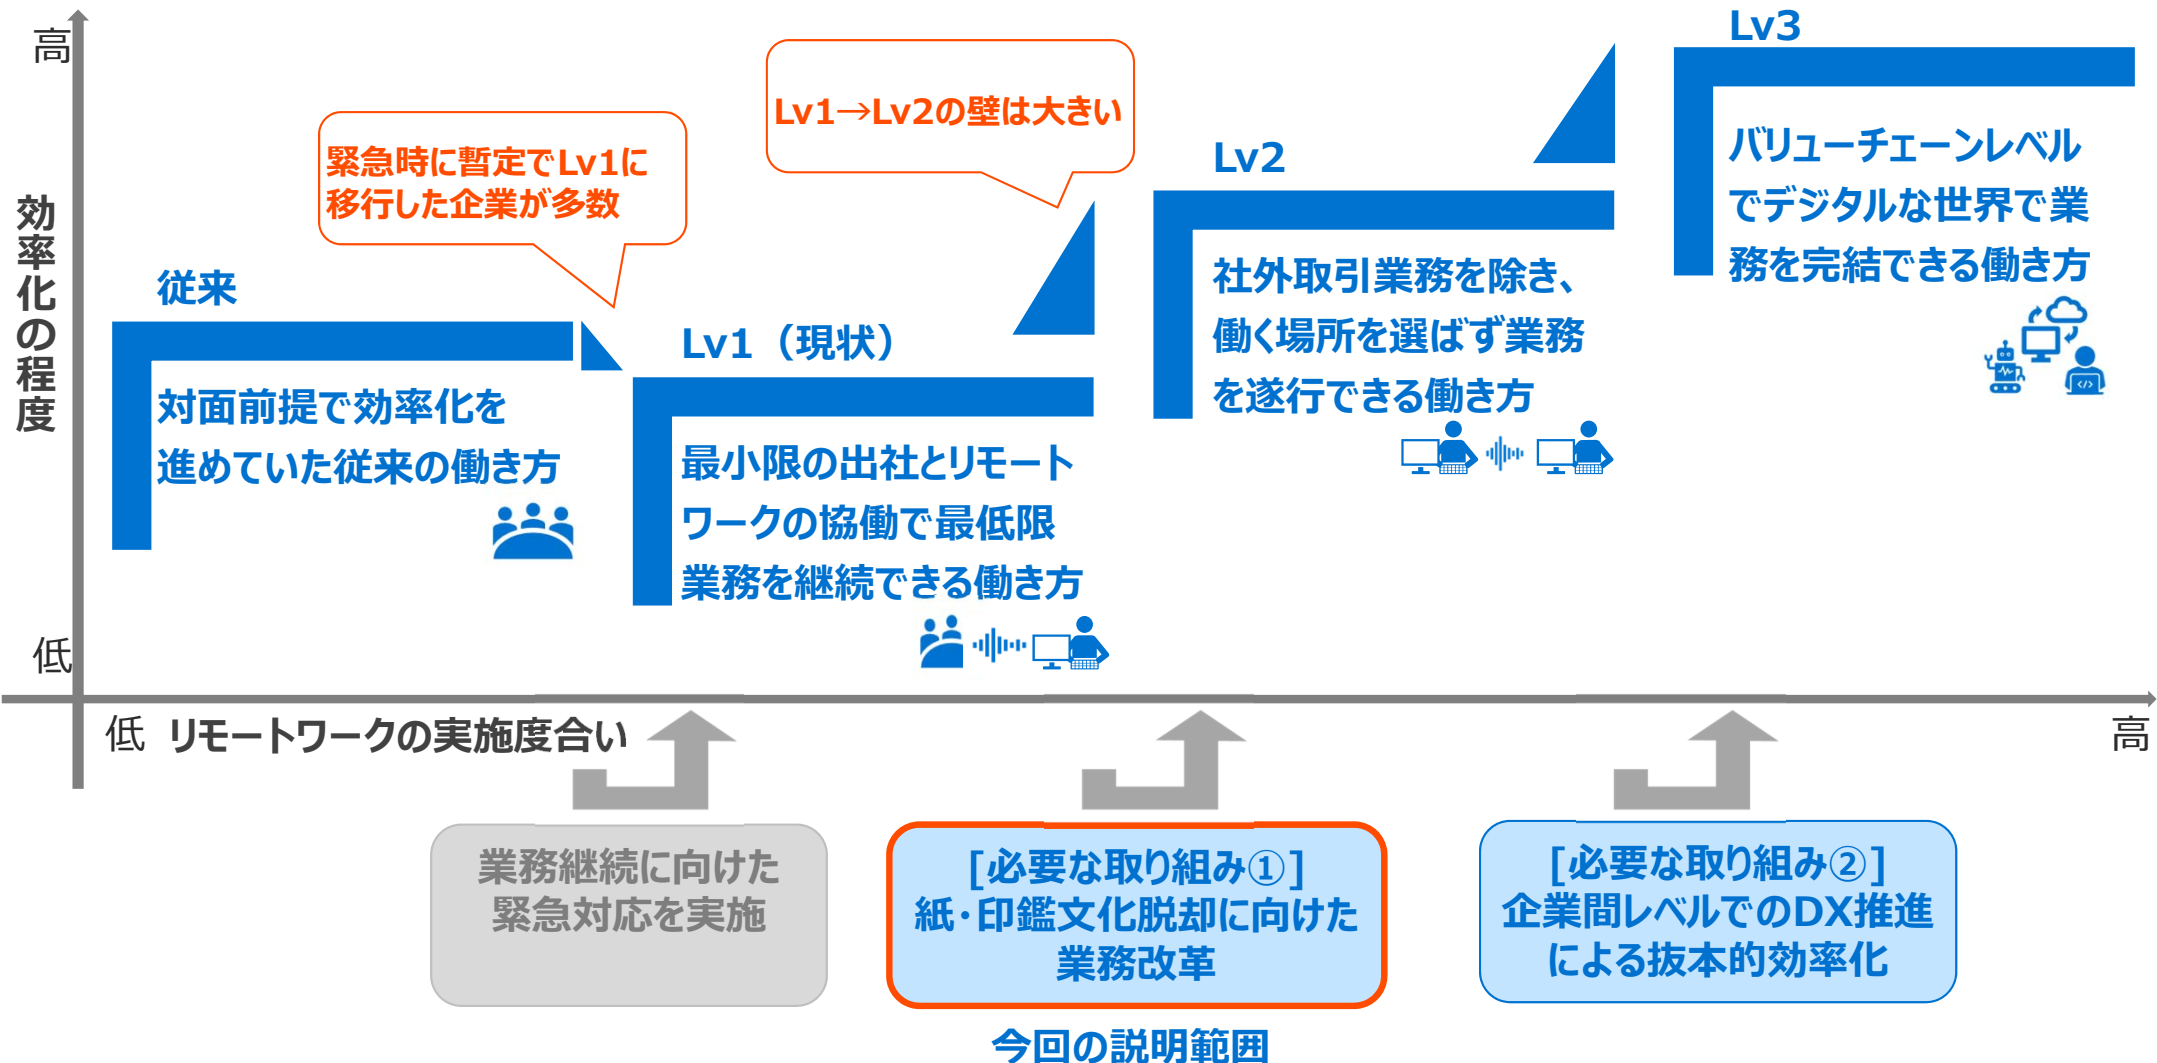 高
効率化の程度
低
従来
対面前提で効率化を
進めていた従来の働き方
緊急時に暫定でLv1に
移行した企業が多数
Lv1（現状）
最小限の出社とリモート
ワークの協働で最低限
業務を継続できる働き方
Lv1→Lv2の壁は大きい
Lv2
社外取引業務を除き、
働く場所を選ばず業務
を遂行できる働き方
Lv3
バリューチェーンレベル
でデジタルな世界で業
務を完結できる働き方
低 リモートワークの実施度合い
高
業務継続に向けた
緊急対応を実施
[必要な取り組み①]
紙・印鑑文化脱却に向けた
業務改革
今回の説明範囲
[必要な取り組み②]
企業間レベルでのDX推進
による抜本的効率化